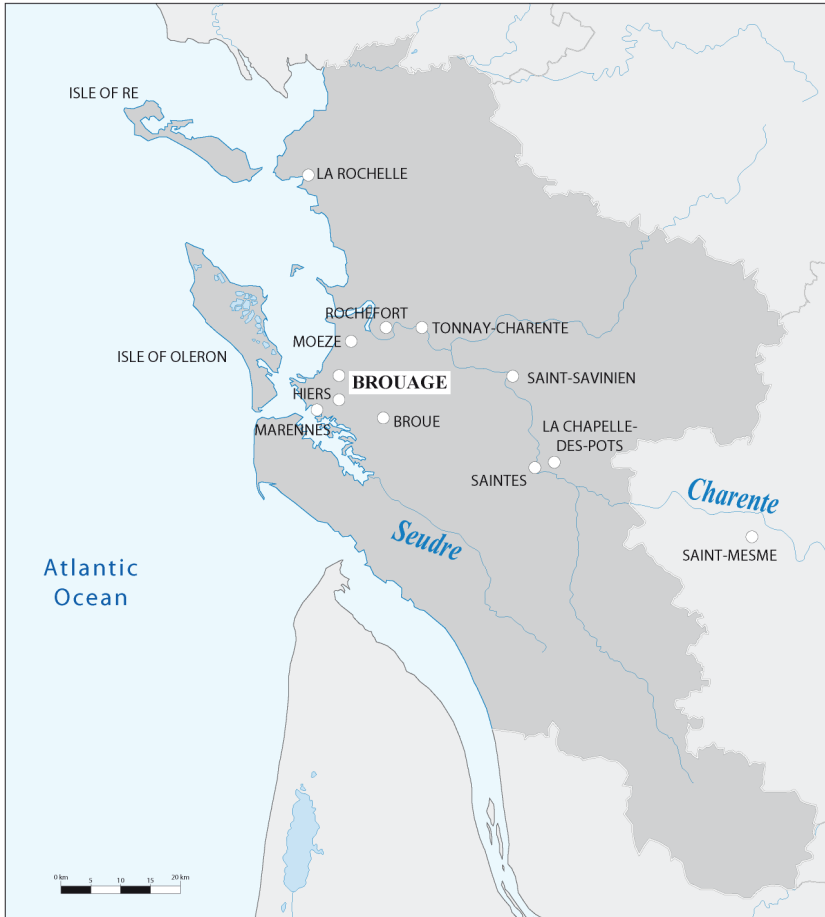 ISLE OF RE
LA ROCHELLE
ROCHEFORT
TONNAY-CHARENTE
MOEZE
ISLE OF OLERON
BROUAGE
SAINT-SAVINIEN
HIERS
MARENNES
BROUE
LA CHAPELLE-
DES-POTS
SAINTES
Charente
Seudre
SAINT-MESME
Atlantic
Ocean
0 km 5 10 15 20 km